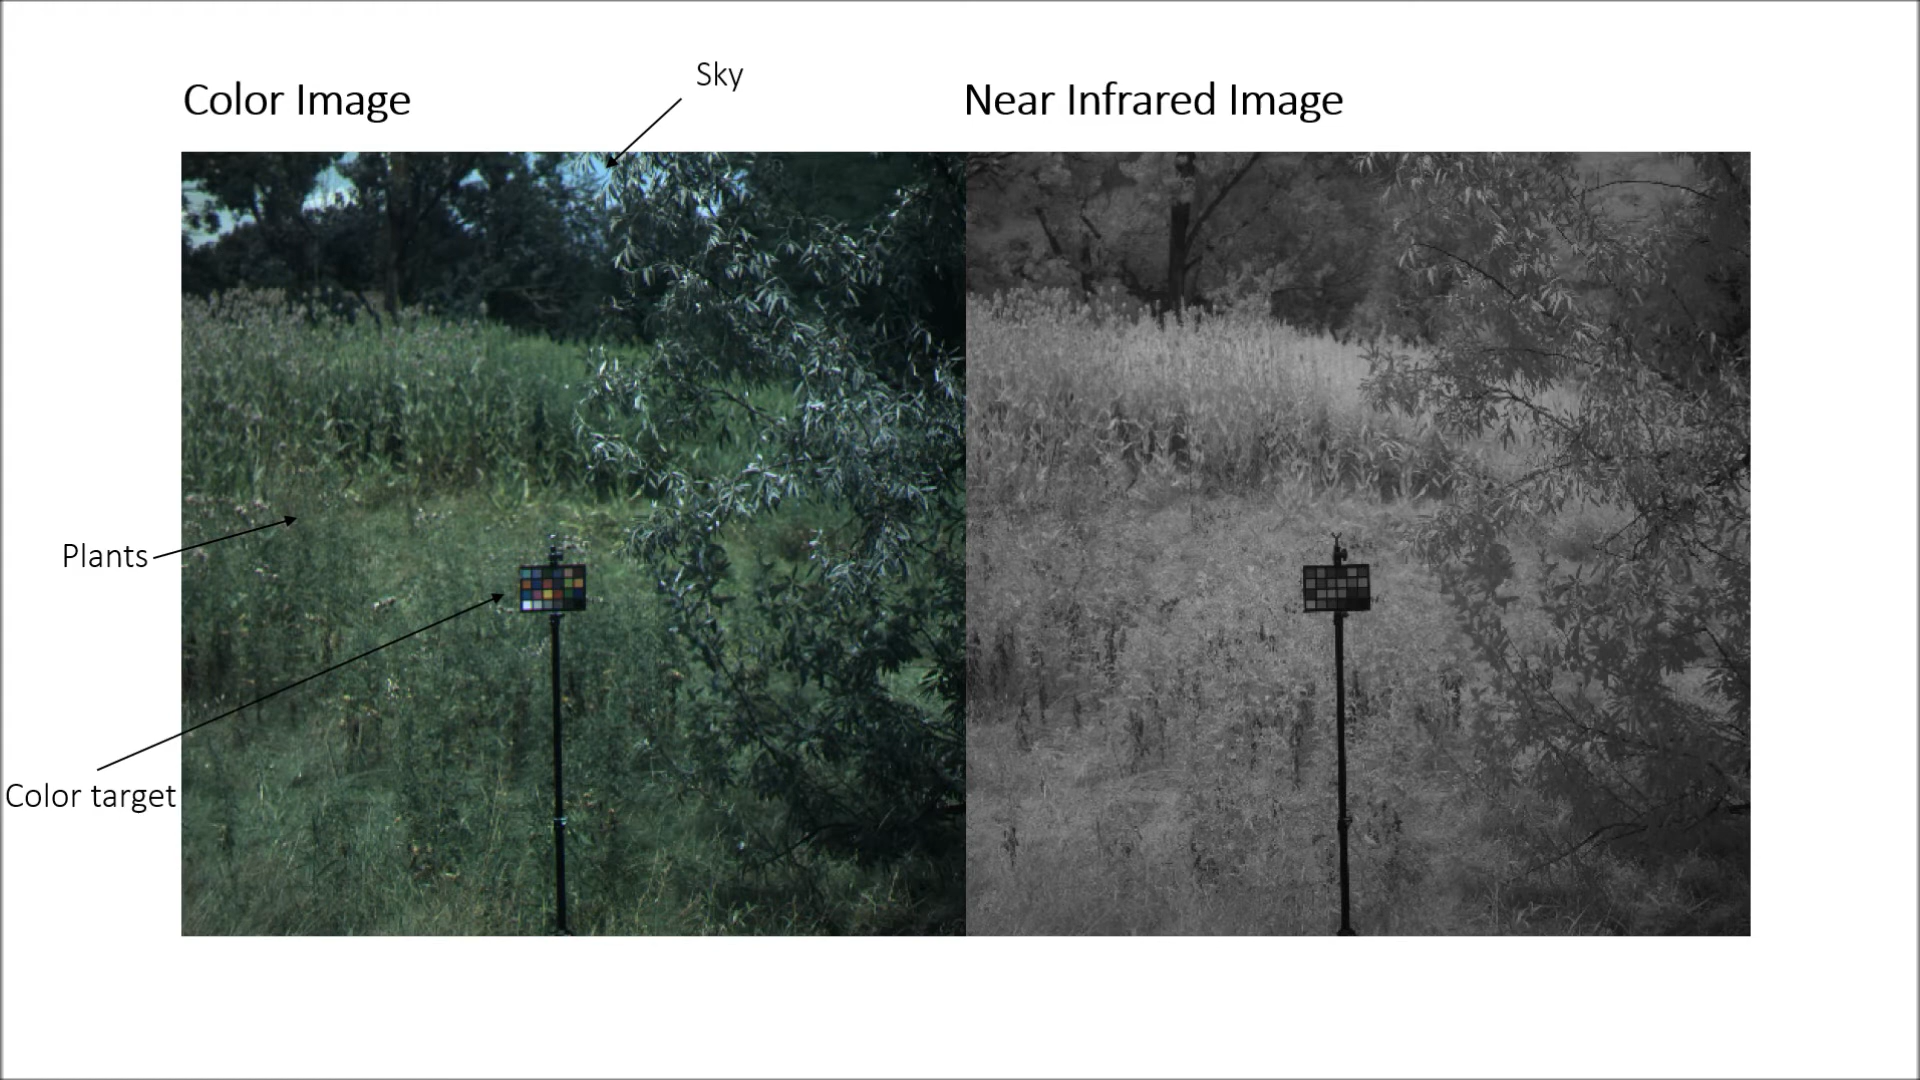 Sky
Color Image
Near Infrared Image
Plants
Color target